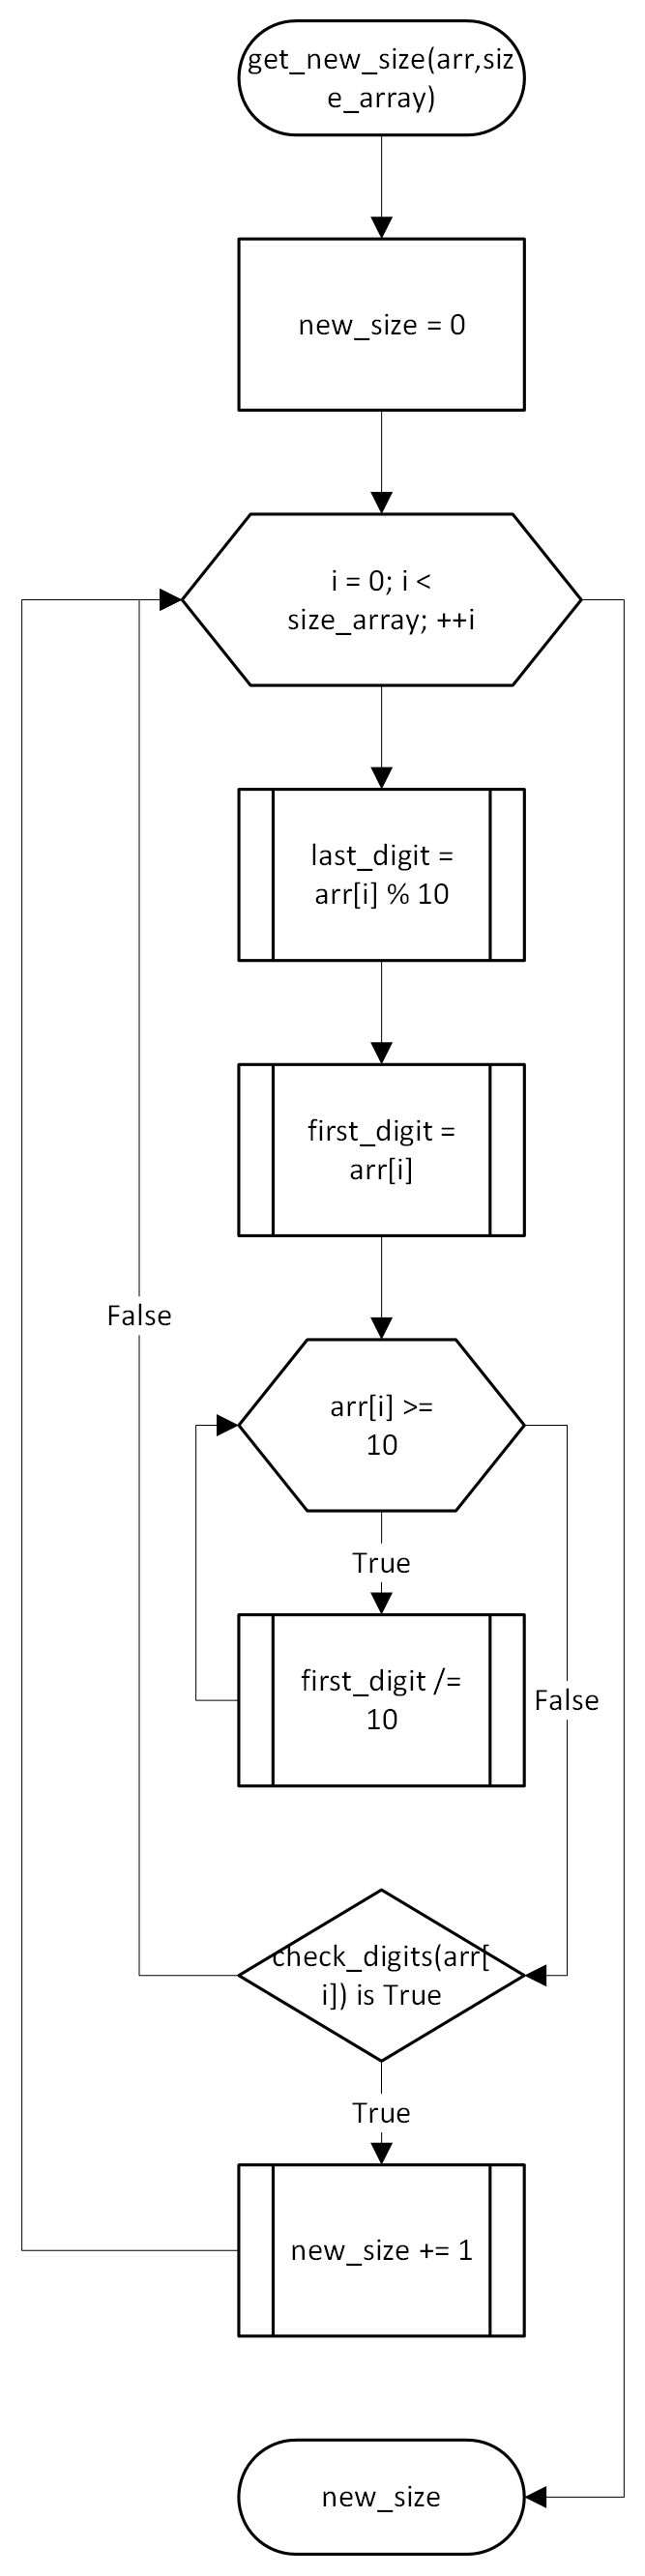 get_new_size(arr,siz
e_array)
new_size = 0
i = 0; i <
size_array; ++i
last_digit =
arr[i] % 10
first_digit =
arr[i]
False
arr[i] >=
10
True
first_digit /=
10
False
check_digits(arr[
i]) is True
True
new_size += 1
new_size